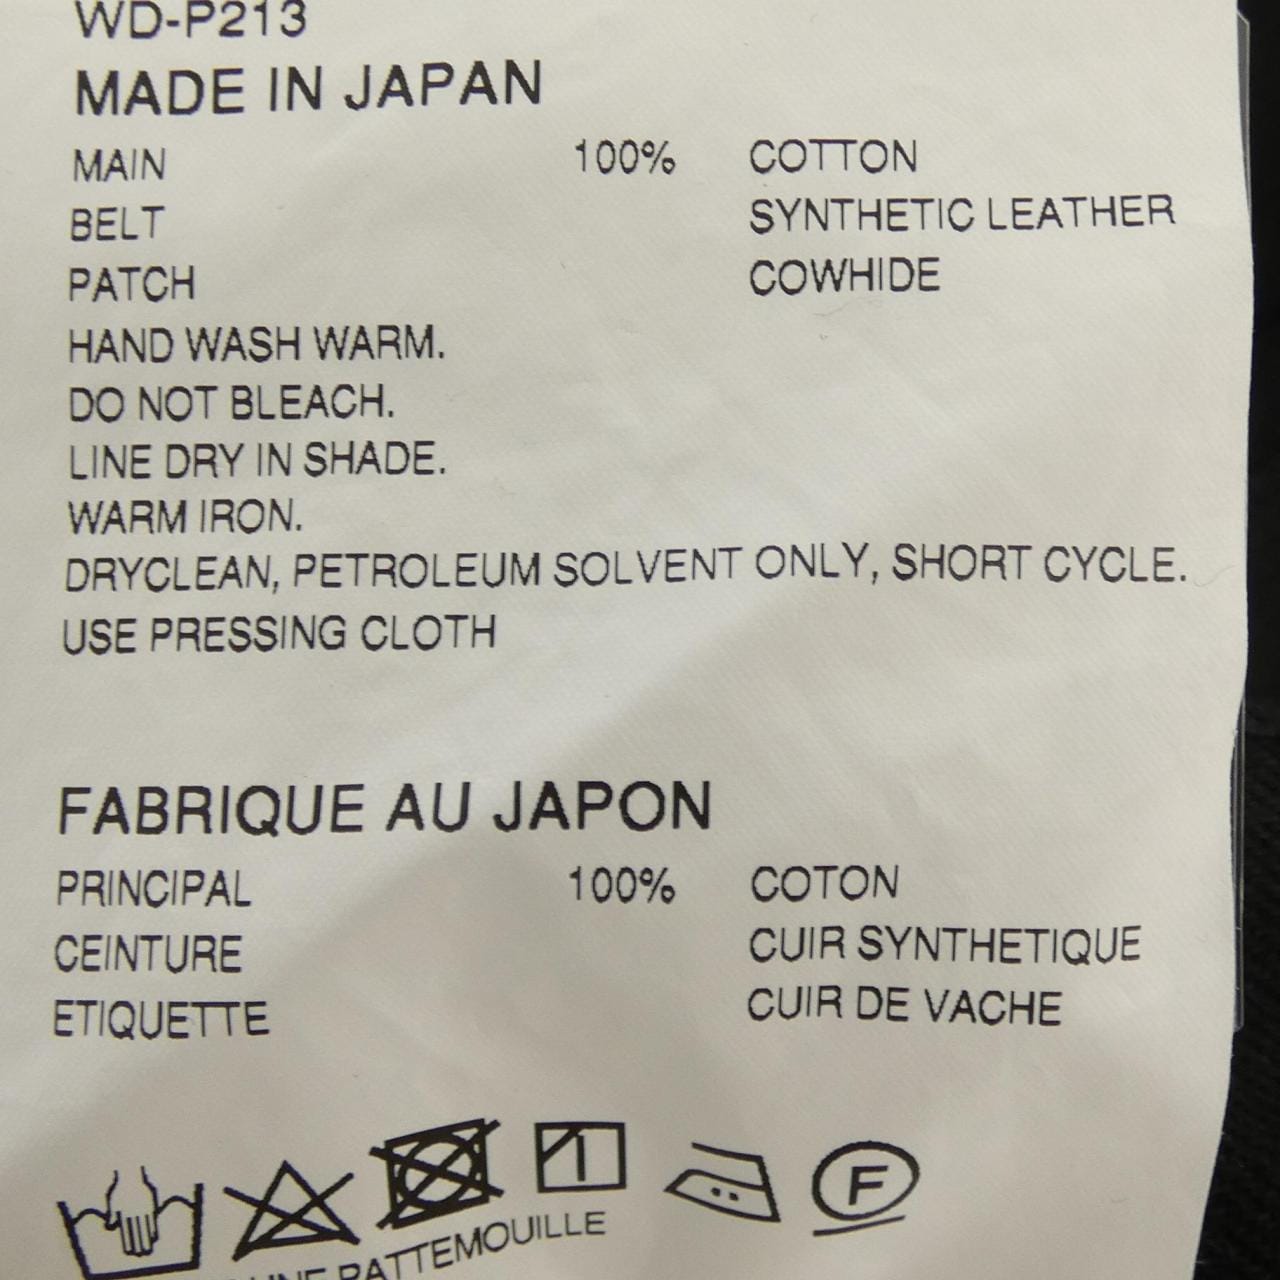 WD-P213
MADE IN JAPAN
MAIN 100% COTTON
BELT SYNTHETIC LEATHER
PATCH COWHIDE
HAND WASH WARM.
DO NOT BLEACH.
LINE DRY IN SHADE.
WARM IRON.
DRYCLEAN, PETROLEUM SOLVENT ONLY, SHORT CYCLE.
USE PRESSING CLOTH
FABRIQUE AU JAPON
PRINCIPAL 100% COTON
CEINTURE CUIR SYNTHETIQUE
ETIQUETTE CUIR DE VACHE
F
UNE PATTEMOUILLE